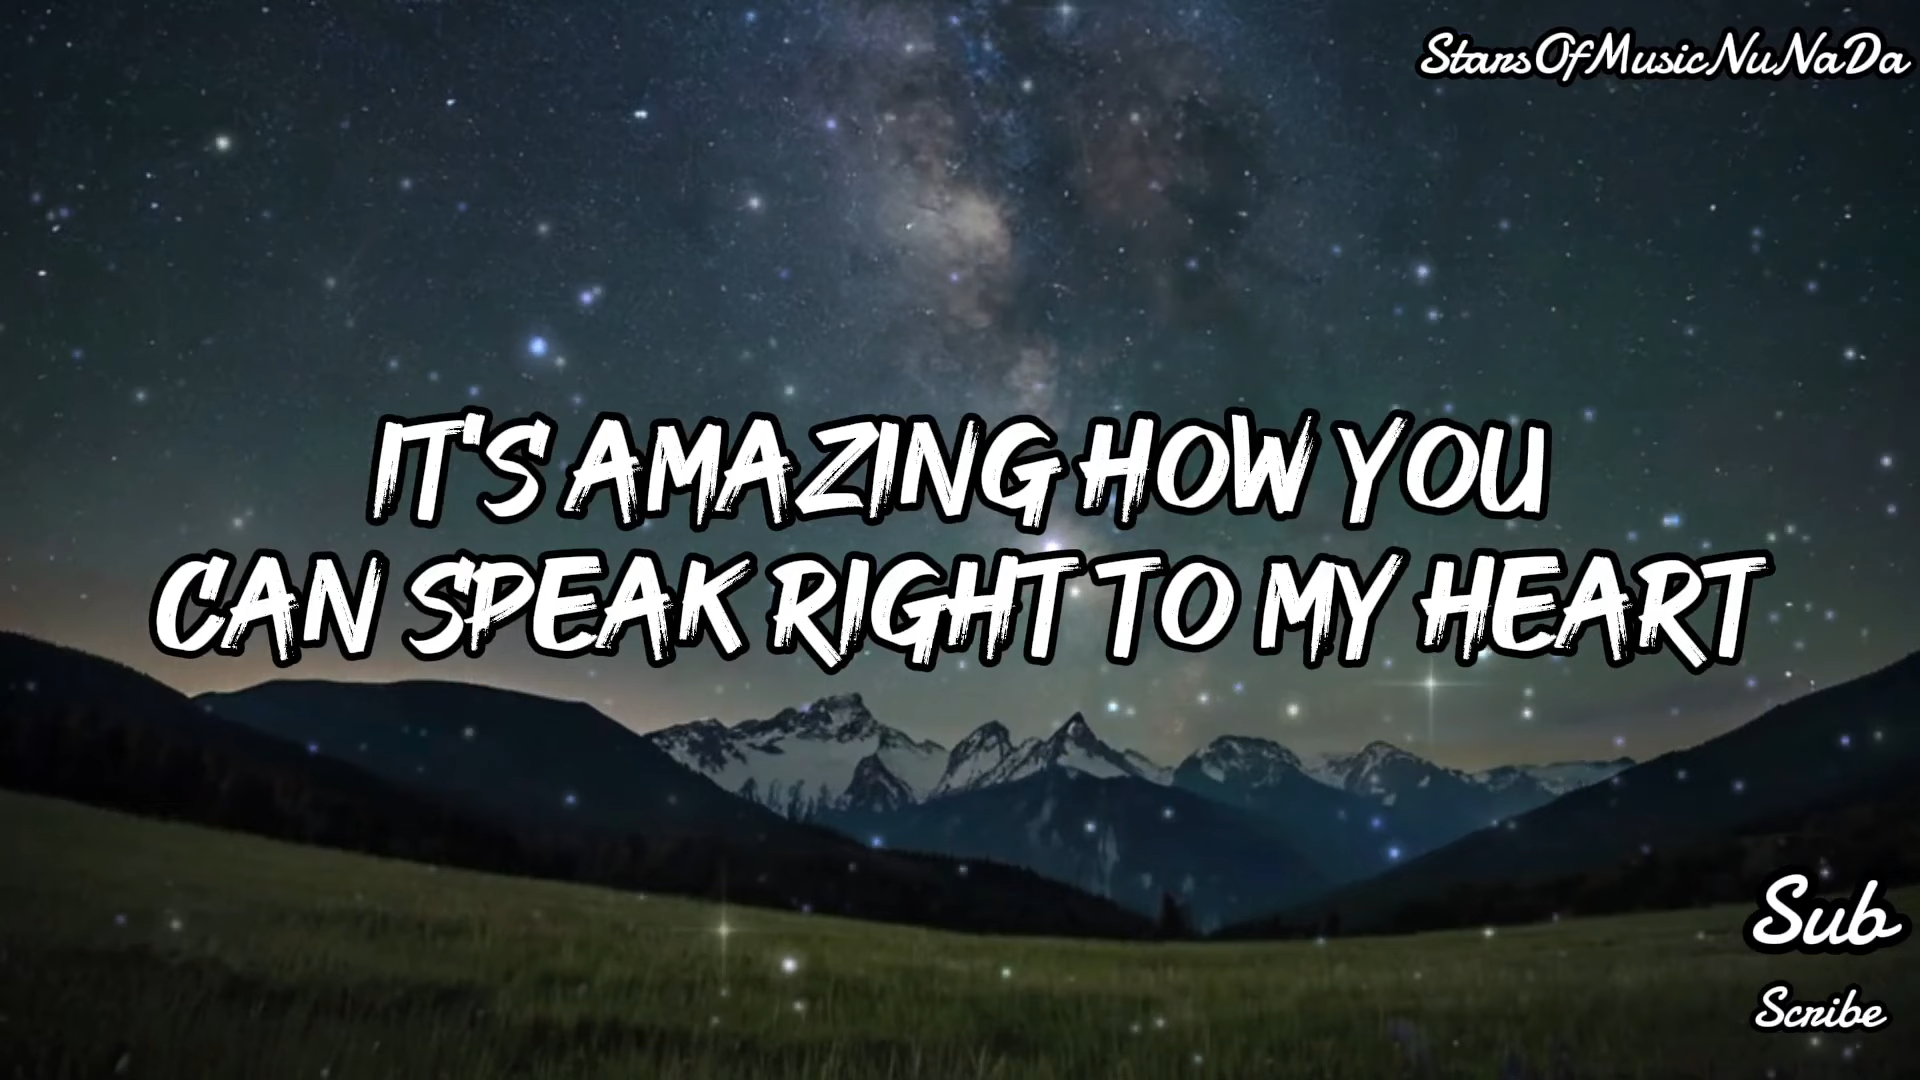 StarsOfMusicNuNaDa
IT'S AMAZING HOW YOU
CAN SPEAK RIGHT TO MY HEART
Sub
Scribe